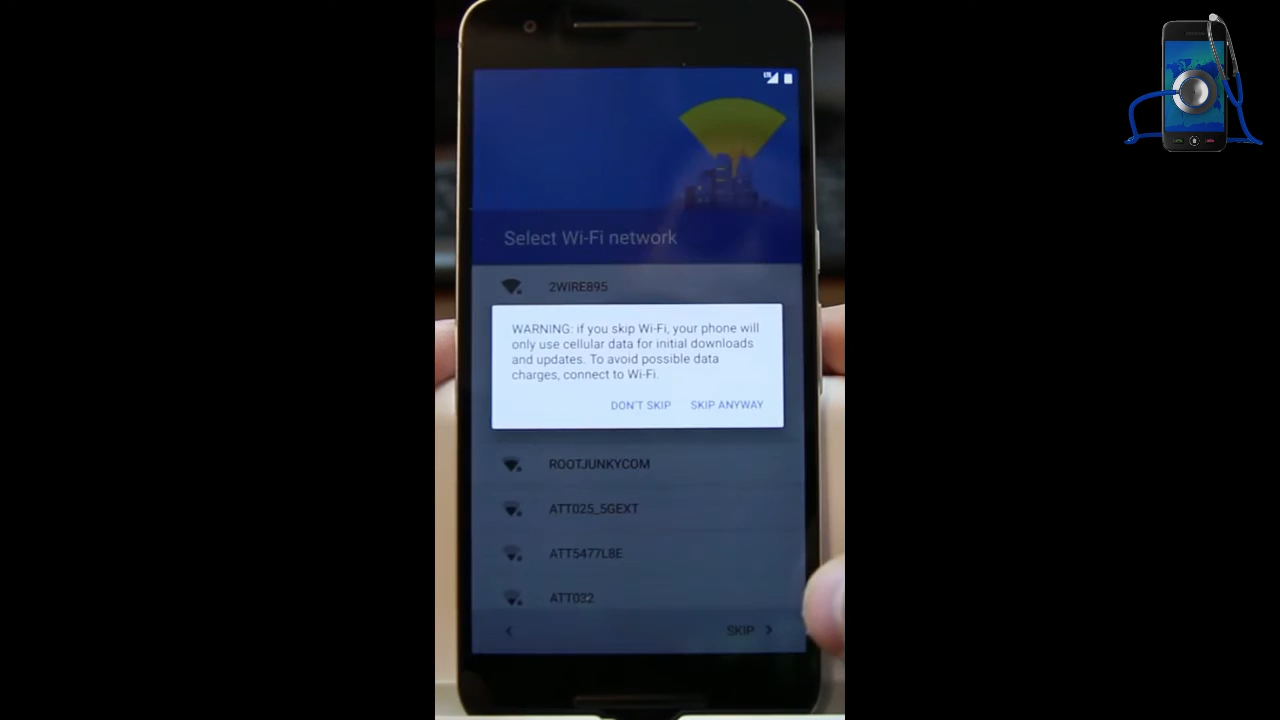 LTE
Select Wi-Fi network
2WIRE895
WARNING: if you skip Wi-Fi, your phone will
only use cellular data for initial downloads
and updates. To avoid possible data
charges, connect to Wi-Fi.
DON'T SKIP SKIP ANYWAY
ROOTJUNKYCOM
ATT025_5GEXT
ATT5477L8E
ATT032
SKIP